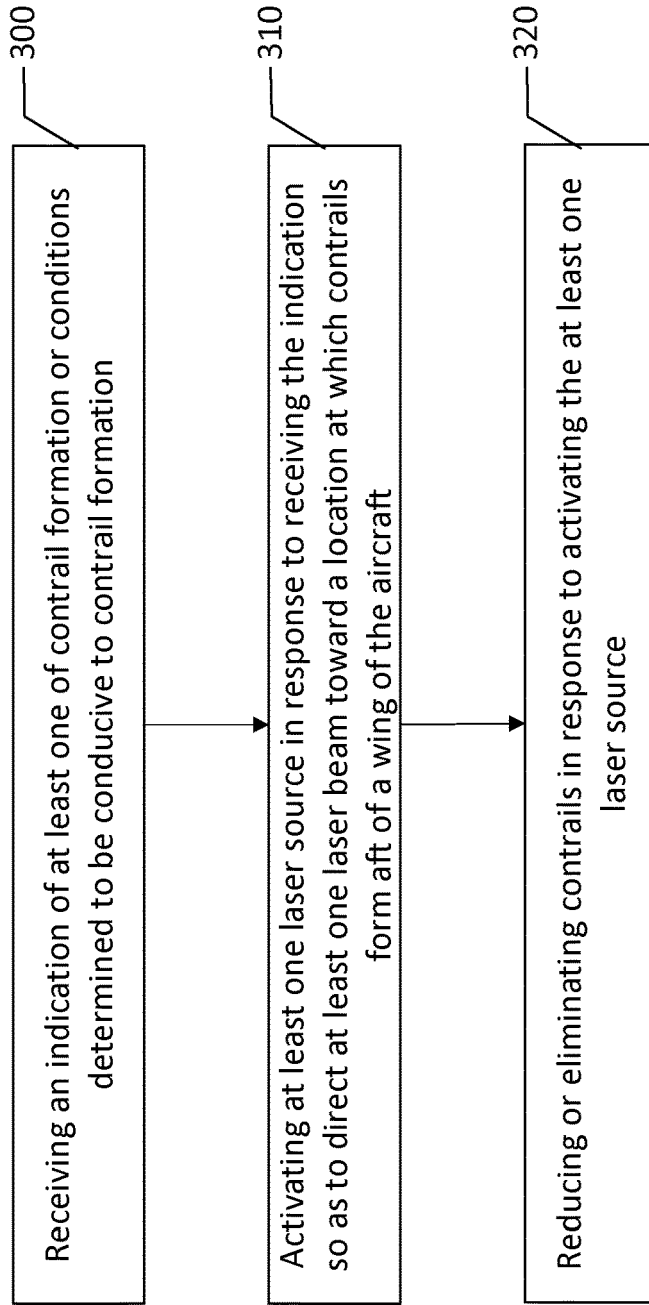 300
Receiving an indication of at least one of contrail formation or conditions
determined to be conducive to contrail formation
310
Activating at least one laser source in response to receiving the indication
so as to direct at least one laser beam toward a location at which contrails
form aft of a wing of the aircraft
320
Reducing or eliminating contrails in response to activating the at least one
laser source